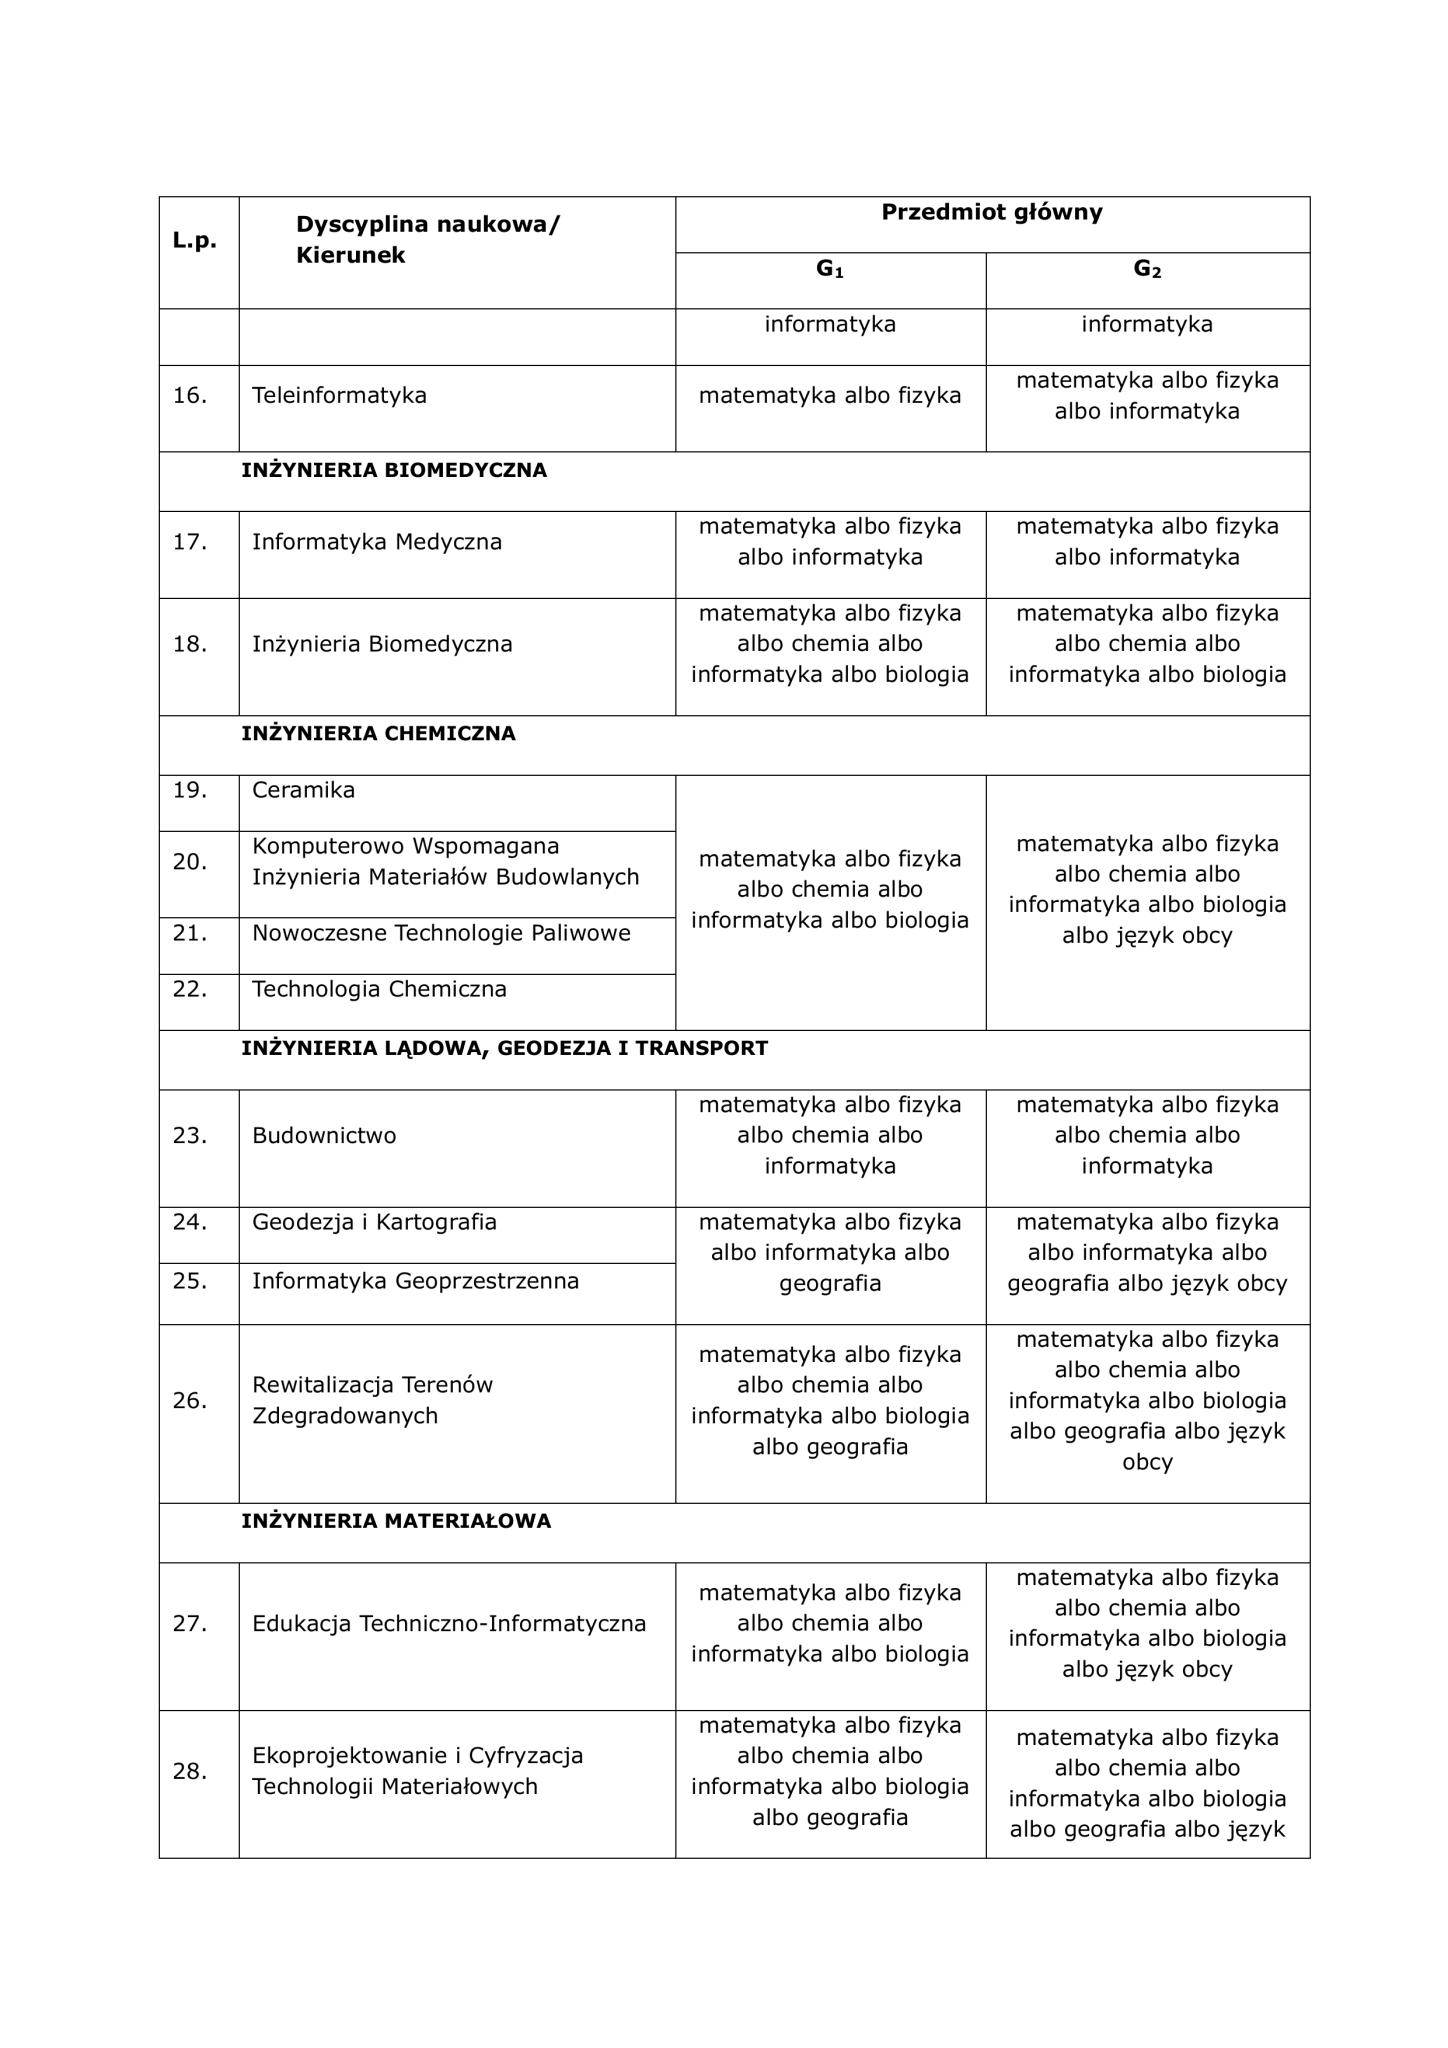 L.p.
Dyscyplina naukowa/
Kierunek
Przedmiot główny
G₁
G₂
informatyka
informatyka
16.
Teleinformatyka
matematyka albo fizyka
matematyka albo fizyka
albo informatyka
INŻYNIERIA BIOMEDYCZNA
17.
Informatyka Medyczna
matematyka albo fizyka
albo informatyka
matematyka albo fizyka
albo informatyka
18.
Inżynieria Biomedyczna
matematyka albo fizyka
albo chemia albo
informatyka albo biologia
matematyka albo fizyka
albo chemia albo
informatyka albo biologia
INŻYNIERIA CHEMICZNA
19.
Ceramika
20.
Komputerowo Wspomagana
Inżynieria Materiałów Budowlanych
21.
Nowoczesne Technologie Paliwowe
22.
Technologia Chemiczna
matematyka albo fizyka
albo chemia albo
informatyka albo biologia
matematyka albo fizyka
albo chemia albo
informatyka albo biologia
albo język obcy
INŻYNIERIA LĄDOWA, GEODEZJA I TRANSPORT
23.
Budownictwo
matematyka albo fizyka
albo chemia albo
informatyka
matematyka albo fizyka
albo chemia albo
informatyka
24.
Geodezja i Kartografia
25.
Informatyka Geoprzestrzenna
matematyka albo fizyka
albo informatyka albo
geografia
matematyka albo fizyka
albo informatyka albo
geografia albo język obcy
26.
Rewitalizacja Terenów
Zdegradowanych
matematyka albo fizyka
albo chemia albo
informatyka albo biologia
albo geografia
matematyka albo fizyka
albo chemia albo
informatyka albo biologia
albo geografia albo język
obcy
INŻYNIERIA MATERIAŁOWA
27.
Edukacja Techniczno-Informatyczna
matematyka albo fizyka
albo chemia albo
informatyka albo biologia
matematyka albo fizyka
albo chemia albo
informatyka albo biologia
albo język obcy
28.
Ekoprojektowanie i Cyfryzacja
Technologii Materiałowych
matematyka albo fizyka
albo chemia albo
informatyka albo biologia
albo geografia
matematyka albo fizyka
albo chemia albo
informatyka albo biologia
albo geografia albo język